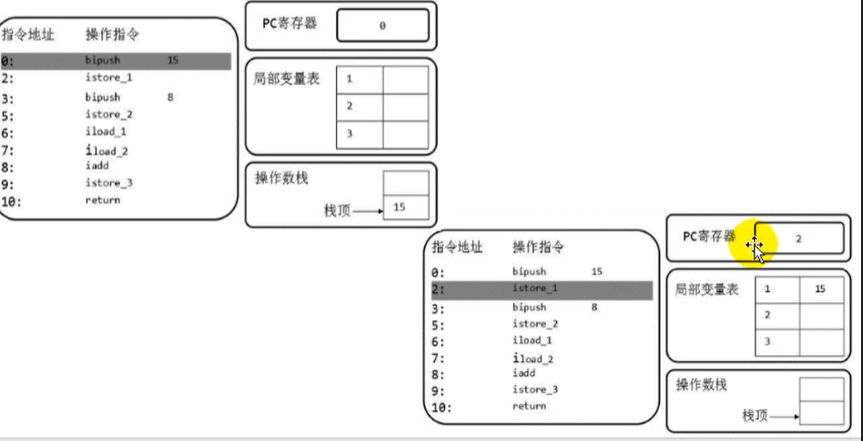 指令地址 操作指令
0: bipush 15
2: istore_1
3: bipush 8
5: istore_2
6: iload_1
7: iload_2
8: iadd
9: istore_3
10: return
PC寄存器 0
局部变量表 1
2
3
操作数栈
栈顶 15
指令地址 操作指令
0: bipush 15
2: istore_1
3: bipush 8
5: istore_2
6: iload_1
7: iload_2
8: iadd
9: istore_3
10: return
PC寄存器 2
局部变量表 1 15
2
3
操作数栈
栈顶